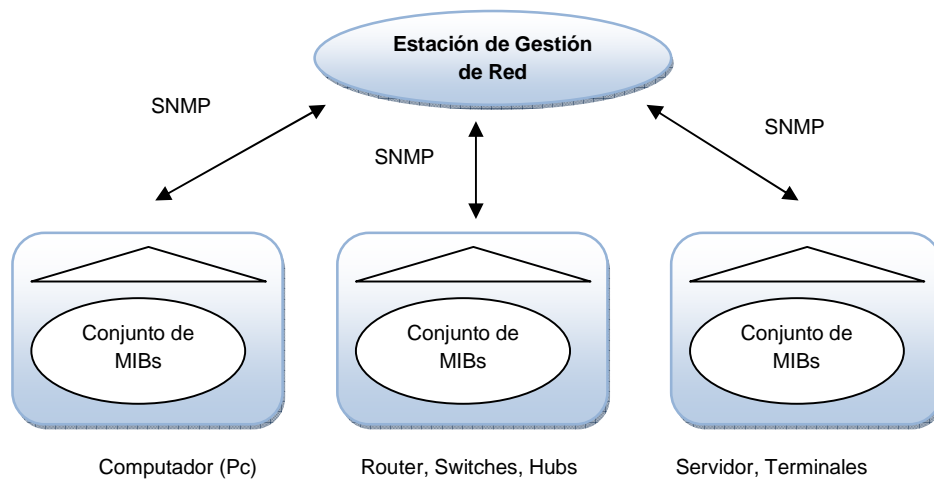 Estación de Gestión
de Red
SNMP
SNMP
SNMP
Conjunto de
MIBs
Conjunto de
MIBs
Conjunto de
MIBs
Computador (Pc)
Router, Switches, Hubs
Servidor, Terminales